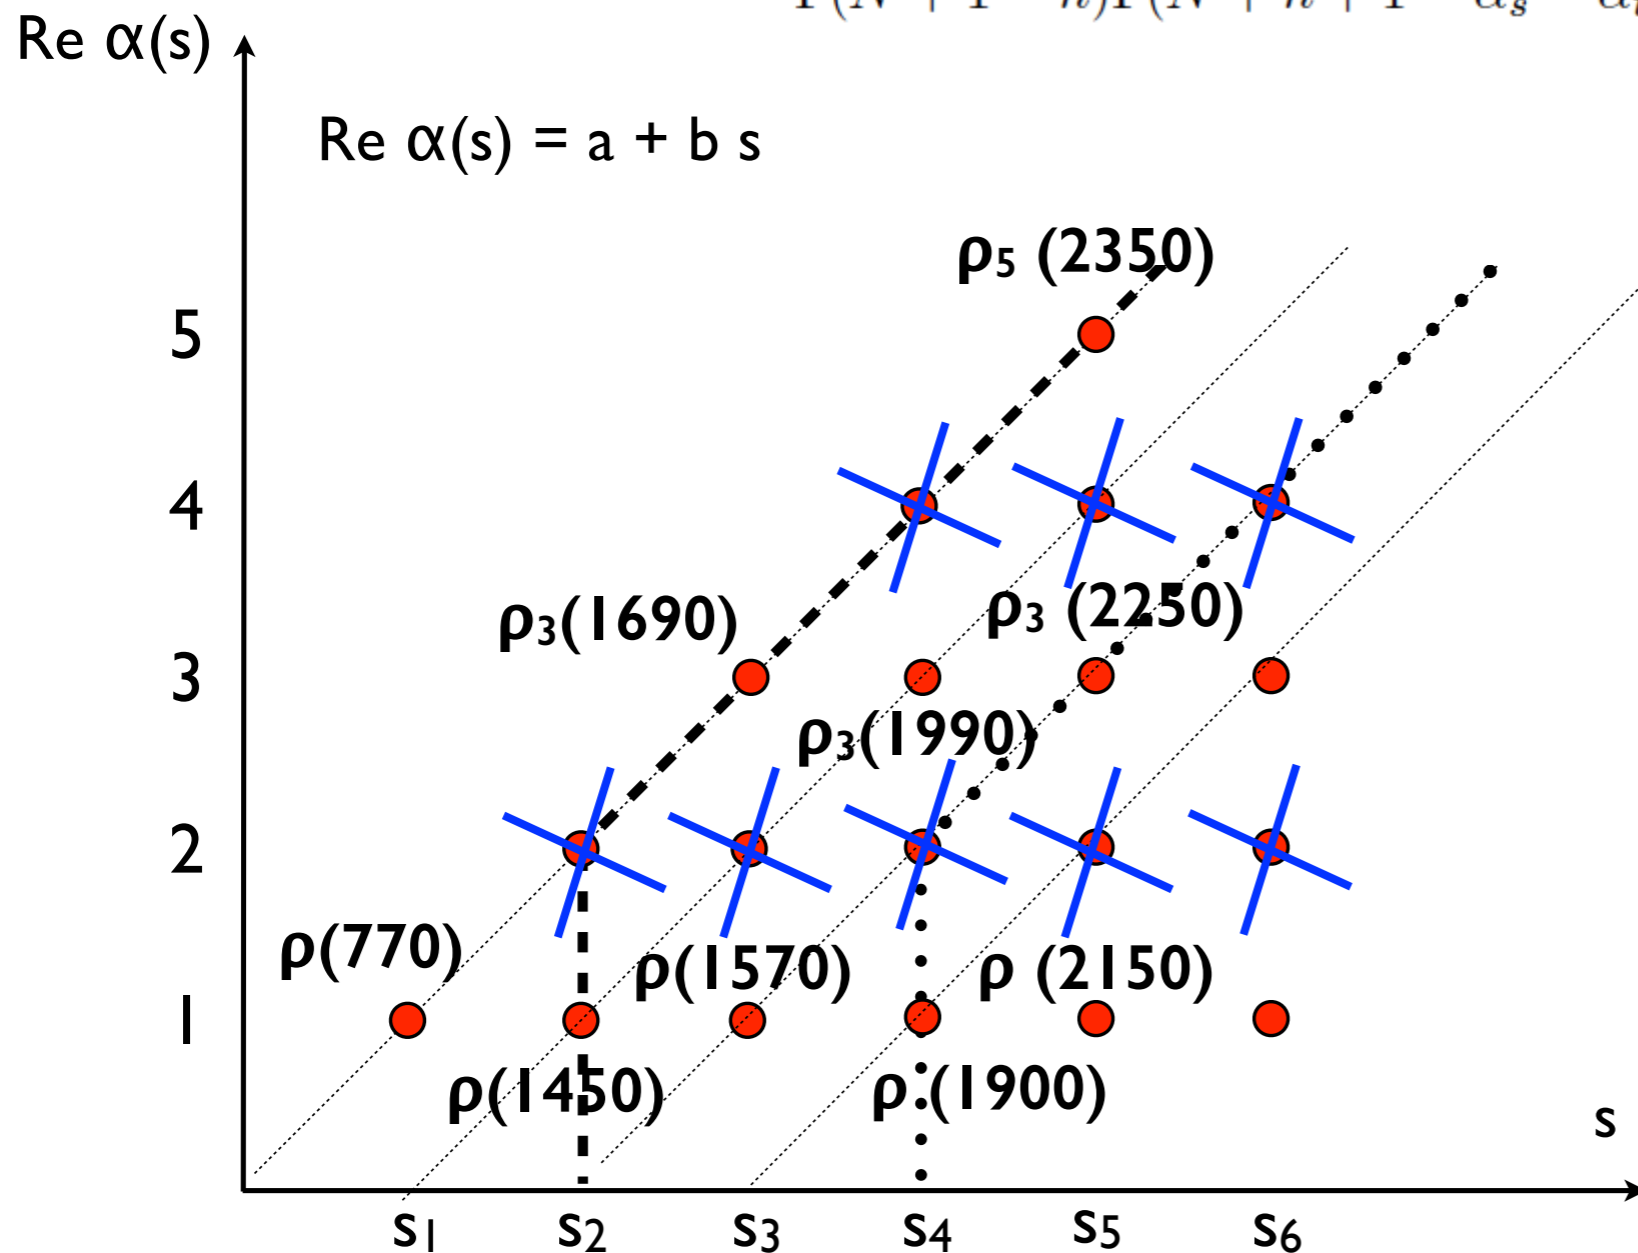 Re α(s)
Re α(s) = a + b s
ρ₅ (2350)
5
4
ρ₃(1690)
ρ₃ (2250)
3
ρ₃(1990)
2
ρ(770)
ρ(1570)
ρ (2150)
1
ρ(1450)
ρ (1900)
s
s₁ s₂ s₃ s₄ s₅ s₆